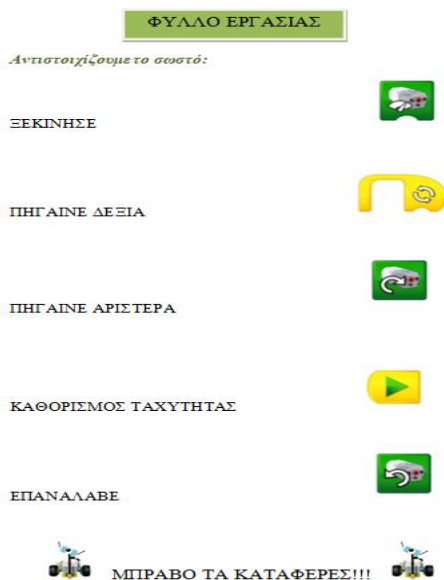 ΦΥΛΛΟ ΕΡΓΑΣΙΑΣ
Αντιστοιχίζουμε το σωστό:
ΞΕΚΙΝΗΣΕ
ΠΗΓΑΙΝΕ ΔΕΞΙΑ
ΠΗΓΑΙΝΕ ΑΡΙΣΤΕΡΑ
ΚΑΘΟΡΙΣΜΟΣ ΤΑΧΥΤΗΤΑΣ
ΕΠΑΝΑΛΑΒΕ
ΜΠΡΑΒΟ ΤΑ ΚΑΤΑΦΕΡΕΣ!!!